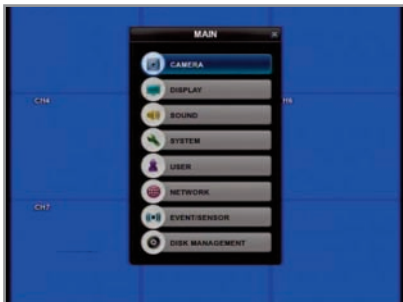 MAIN
CAMERA
DISPLAY
CH4
SOUND
SYSTEM
USER
NETWORK
CH7
EVENT/SENSOR
DISK MANAGEMENT